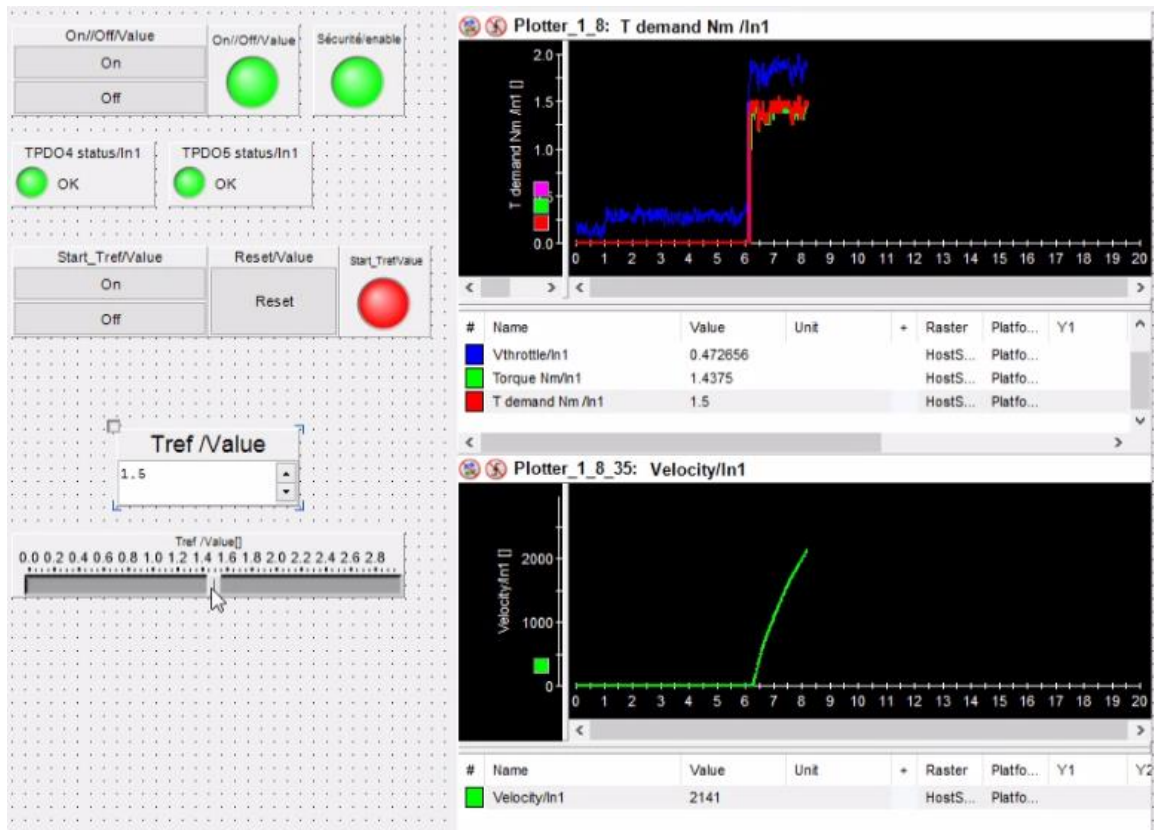 On//Off/Value
On
Off
On//Off/Value
Sécurité/enable
TPDO4 status/In1
OK
TPDO5 status/In1
OK
Start_Tref/Value
On
Off
Reset/Value
Reset
Start_Tref/Value
Tref /Value
1.5
Tref /Value[]
0.0 0.2 0.4 0.6 0.8 1.0 1.2 1.4 1.6 1.8 2.0 2.2 2.4 2.6 2.8
Plotter_1_8: T demand Nm /In1
T demand Nm /In1 []
2.0
1.5
1.0
0.0
0 1 2 3 4 5 6 7 8 9 10 11 12 13 14 15 16 17 18 19 20
# Name Value Unit + Raster Platfo... Y1
Vthrottle/In1 0.472656 HostS... Platfo...
Torque Nm/In1 1.4375 HostS... Platfo...
T demand Nm /In1 1.5 HostS... Platfo...
Plotter_1_8_35: Velocity/In1
Velocity/In1 []
2000
1000
0
0 1 2 3 4 5 6 7 8 9 10 11 12 13 14 15 16 17 18 19 20
# Name Value Unit + Raster Platfo... Y1 Y2
Velocity/In1 2141 HostS... Platfo...